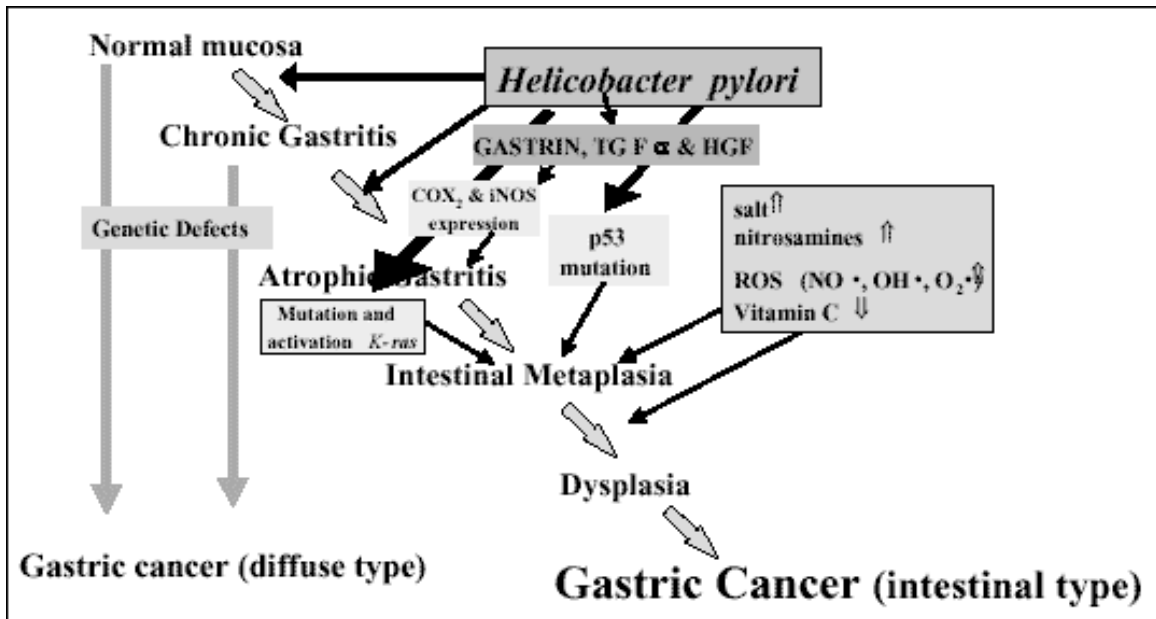 Normal mucosa
Helicobacter pylori
Chronic Gastritis
GASTRIN, TG F α & HGF
COX₂ & iNOS
expression
Genetic Defects
p53
mutation
salt⇑
nitrosamines ⇑
ROS (NO •, OH •, O₂•⇑)
Vitamin C ⇓
Atrophic Gastritis
Mutation and
activation K-ras
Intestinal Metaplasia
Dysplasia
Gastric cancer (diffuse type)
Gastric Cancer (intestinal type)